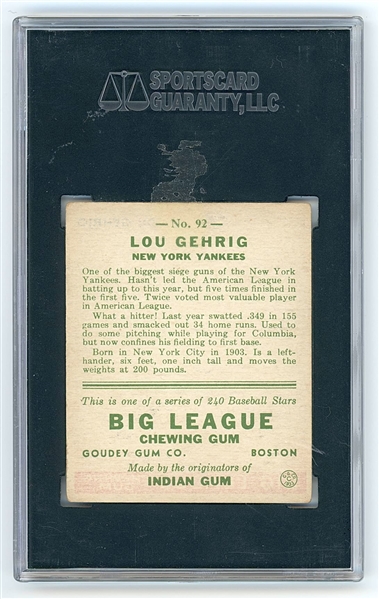 SPORTSCARD
GUARANTY, LLC
— No. 92 —
LOU GEHRIG
NEW YORK YANKEES
One of the biggest siege guns of the New York
Yankees. Hasn't led the American League in
batting up to this year, but five times finished in
the first five. Twice voted most valuable player
in American League.
What a hitter! Last year swatted .349 in 155
games and smacked out 34 home runs. Used to
do some pitching while playing for Columbia,
but now confines his fielding to first base.
Born in New York City in 1903. Is a left-
hander, six feet, one inch tall and moves the
weights at 200 pounds.
This is one of a series of 240 Baseball Stars
BIG LEAGUE
CHEWING GUM
GOUDEY GUM CO. BOSTON
Made by the originators of
INDIAN GUM